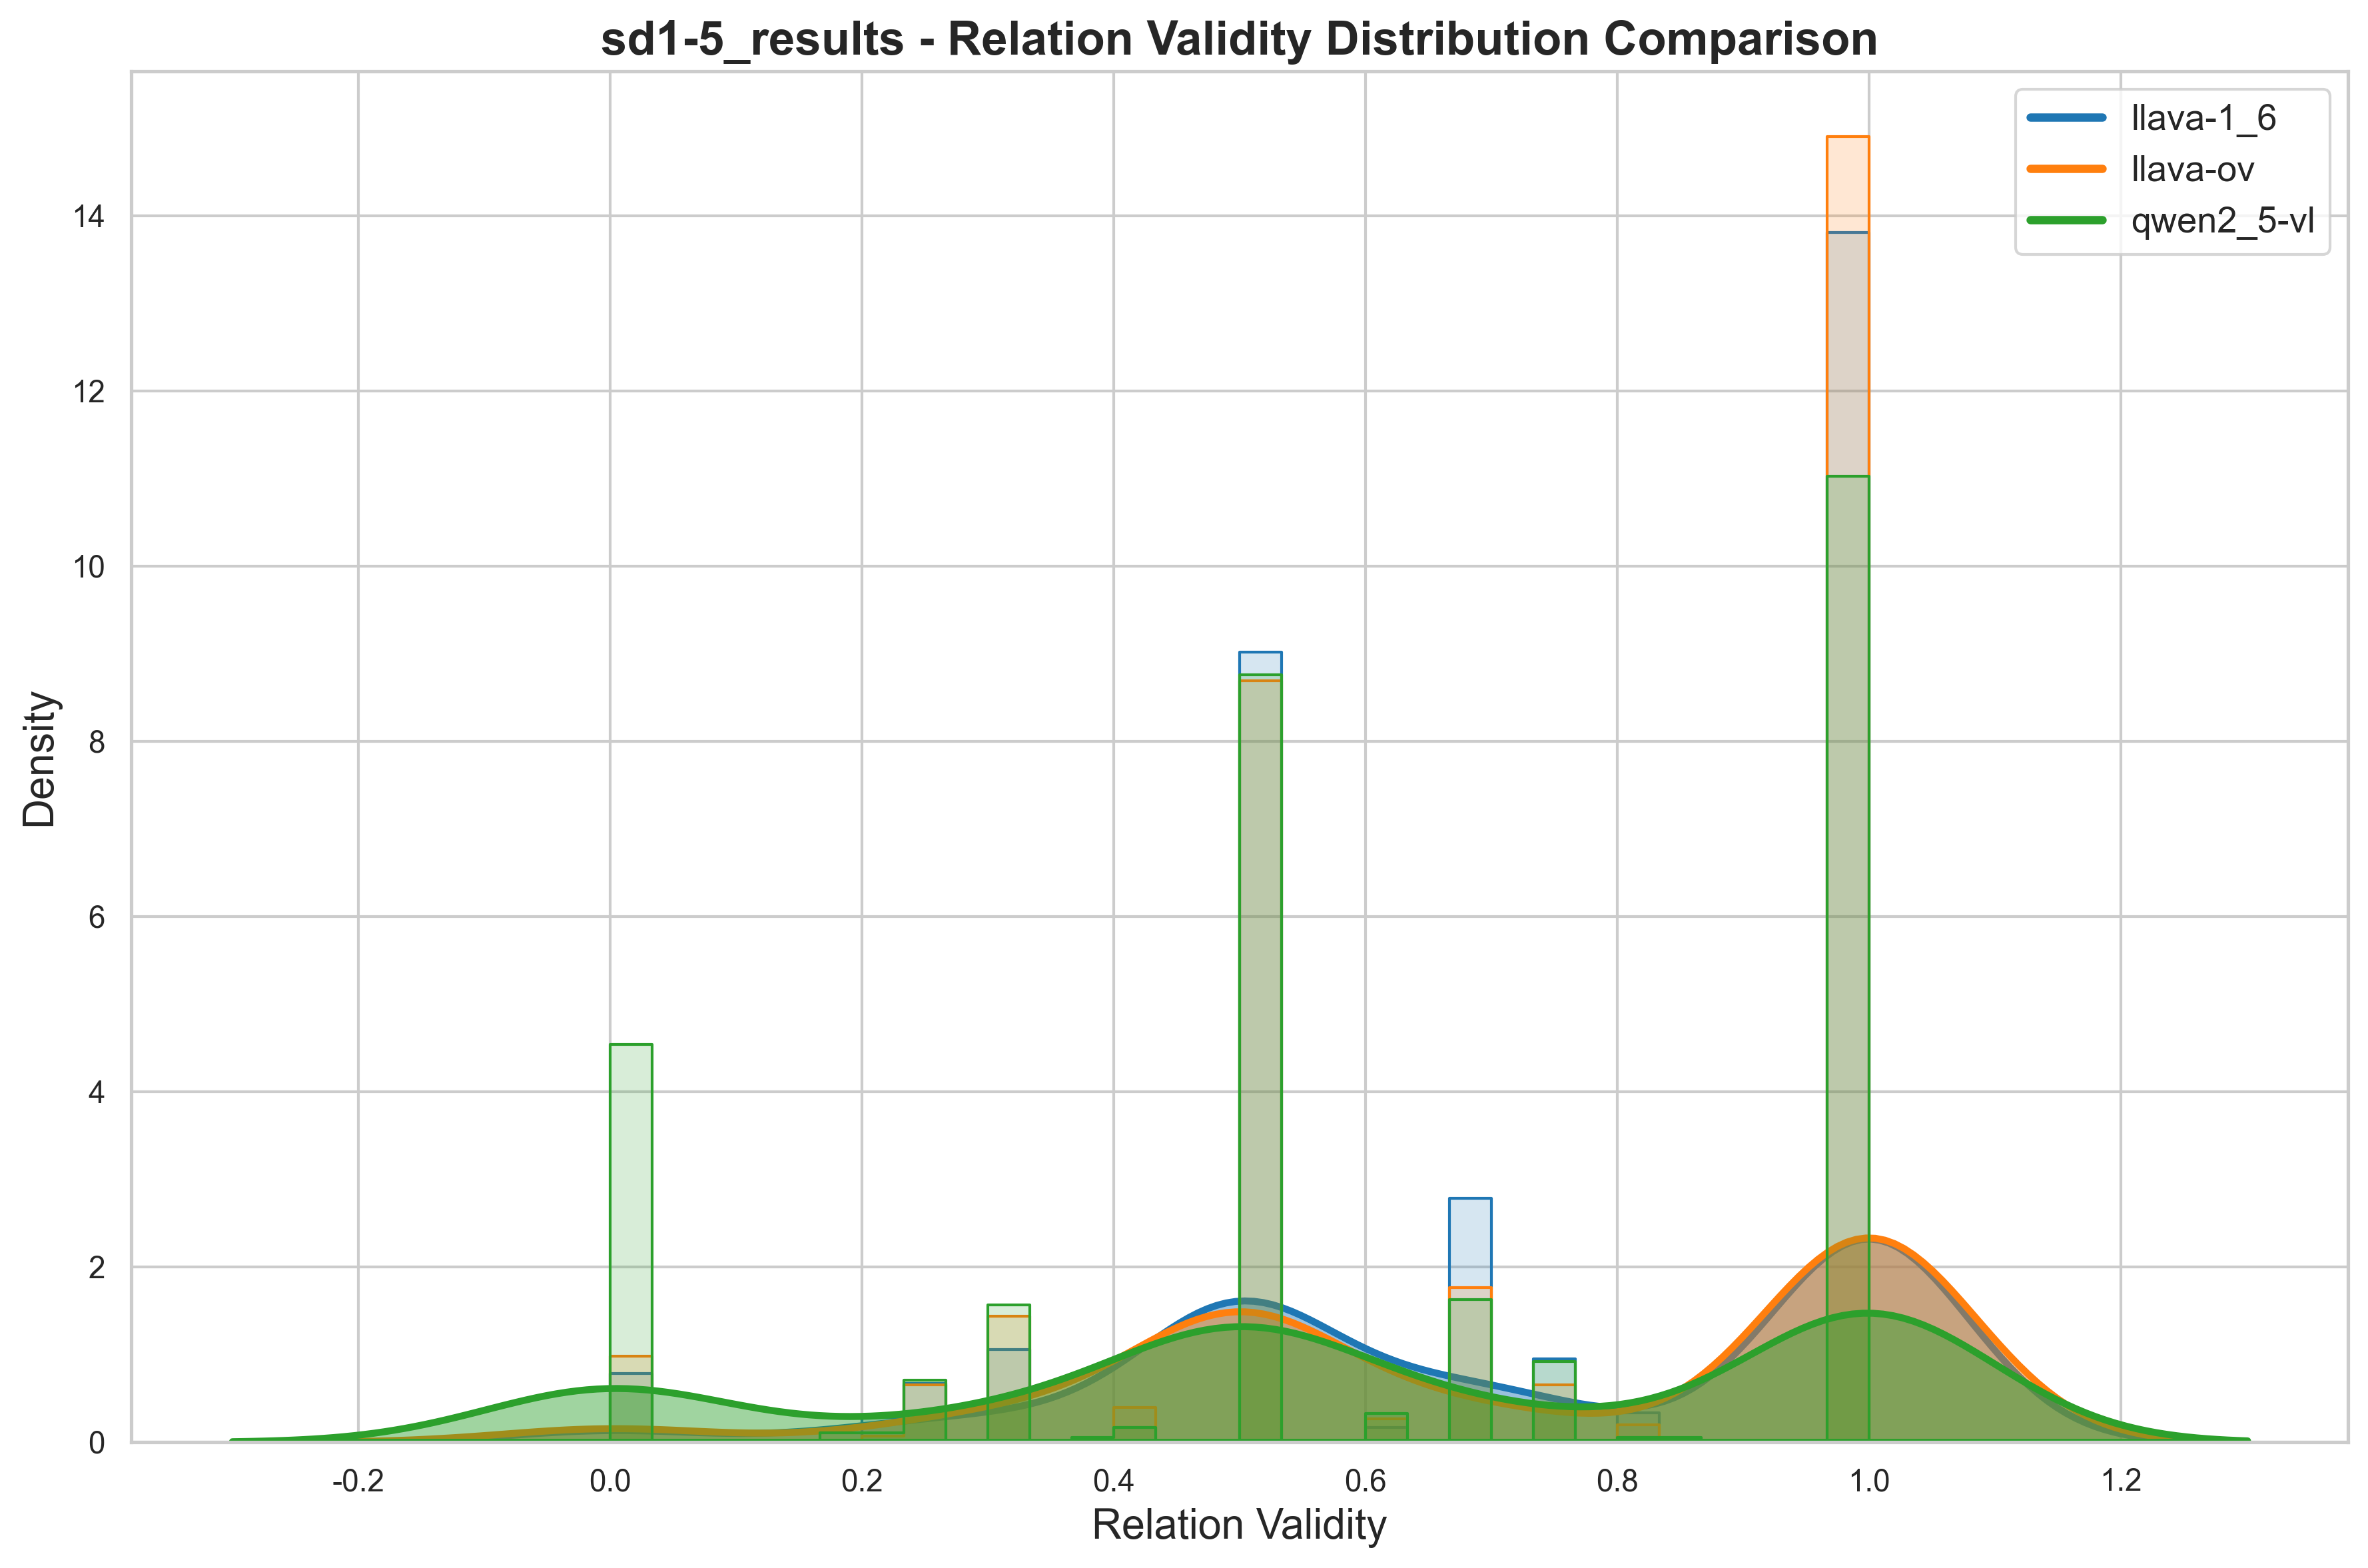 sd1-5_results - Relation Validity Distribution Comparison
llava-1_6
llava-ov
qwen2_5-vl
Density
14
12
10
8
6
4
2
0
-0.2 0.0 0.2 0.4 0.6 0.8 1.0 1.2
Relation Validity